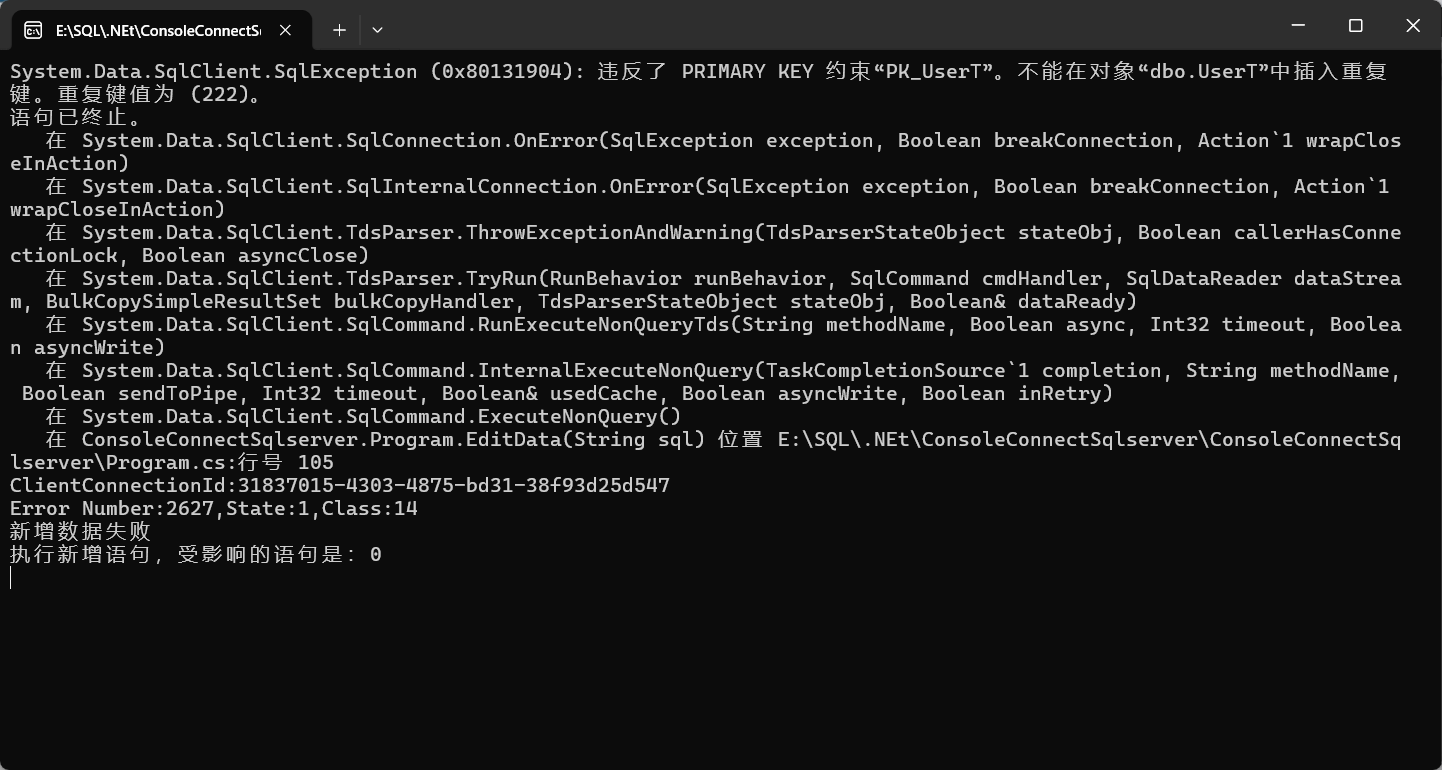 E:\SQL\.NEt\ConsoleConnectS
System.Data.SqlClient.SqlException (0x80131904): 违反了 PRIMARY KEY 约束“PK_UserT”。不能在对象“dbo.UserT”中插入重复
键。重复键值为 (222)。
语句已终止。
   在 System.Data.SqlClient.SqlConnection.OnError(SqlException exception, Boolean breakConnection, Action`1 wrapClos
eInAction)
   在 System.Data.SqlClient.SqlInternalConnection.OnError(SqlException exception, Boolean breakConnection, Action`1
wrapCloseInAction)
   在 System.Data.SqlClient.TdsParser.ThrowExceptionAndWarning(TdsParserStateObject stateObj, Boolean callerHasConne
ctionLock, Boolean asyncClose)
   在 System.Data.SqlClient.TdsParser.TryRun(RunBehavior runBehavior, SqlCommand cmdHandler, SqlDataReader dataStrea
m, BulkCopySimpleResultSet bulkCopyHandler, TdsParserStateObject stateObj, Boolean& dataReady)
   在 System.Data.SqlClient.SqlCommand.RunExecuteNonQueryTds(String methodName, Boolean async, Int32 timeout, Boolea
n asyncWrite)
   在 System.Data.SqlClient.SqlCommand.InternalExecuteNonQuery(TaskCompletionSource`1 completion, String methodName,
 Boolean sendToPipe, Int32 timeout, Boolean& usedCache, Boolean asyncWrite, Boolean inRetry)
   在 System.Data.SqlClient.SqlCommand.ExecuteNonQuery()
   在 ConsoleConnectSqlserver.Program.EditData(String sql) 位置 E:\SQL\.NEt\ConsoleConnectSqlserver\ConsoleConnectSq
lserver\Program.cs:行号 105
ClientConnectionId:31837015-4303-4875-bd31-38f93d25d547
Error Number:2627,State:1,Class:14
新增数据失败
执行新增语句，受影响的语句是：0